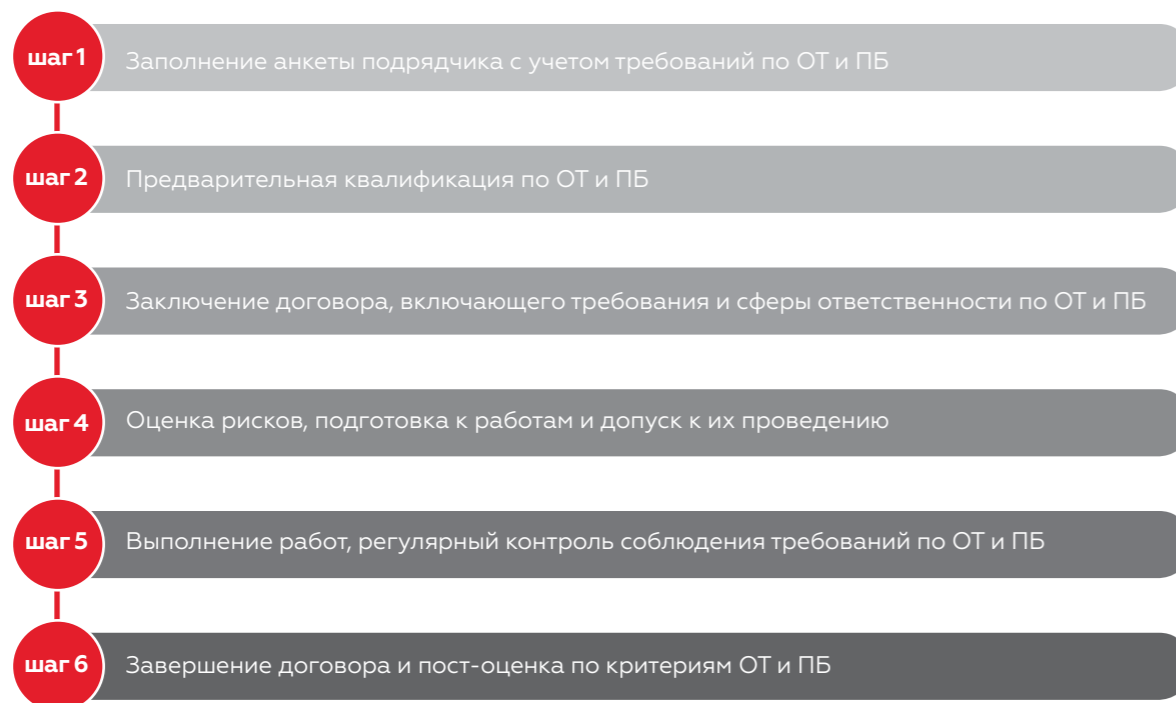 шаг 1
Заполнение анкеты подрядчика с учетом требований по ОТ и ПБ
шаг 2
Предварительная квалификация по ОТ и ПБ
шаг 3
Заключение договора, включающего требования и сферы ответственности по ОТ и ПБ
шаг 4
Оценка рисков, подготовка к работам и допуск к их проведению
шаг 5
Выполнение работ, регулярный контроль соблюдения требований по ОТ и ПБ
шаг 6
Завершение договора и пост-оценка по критериям ОТ и ПБ